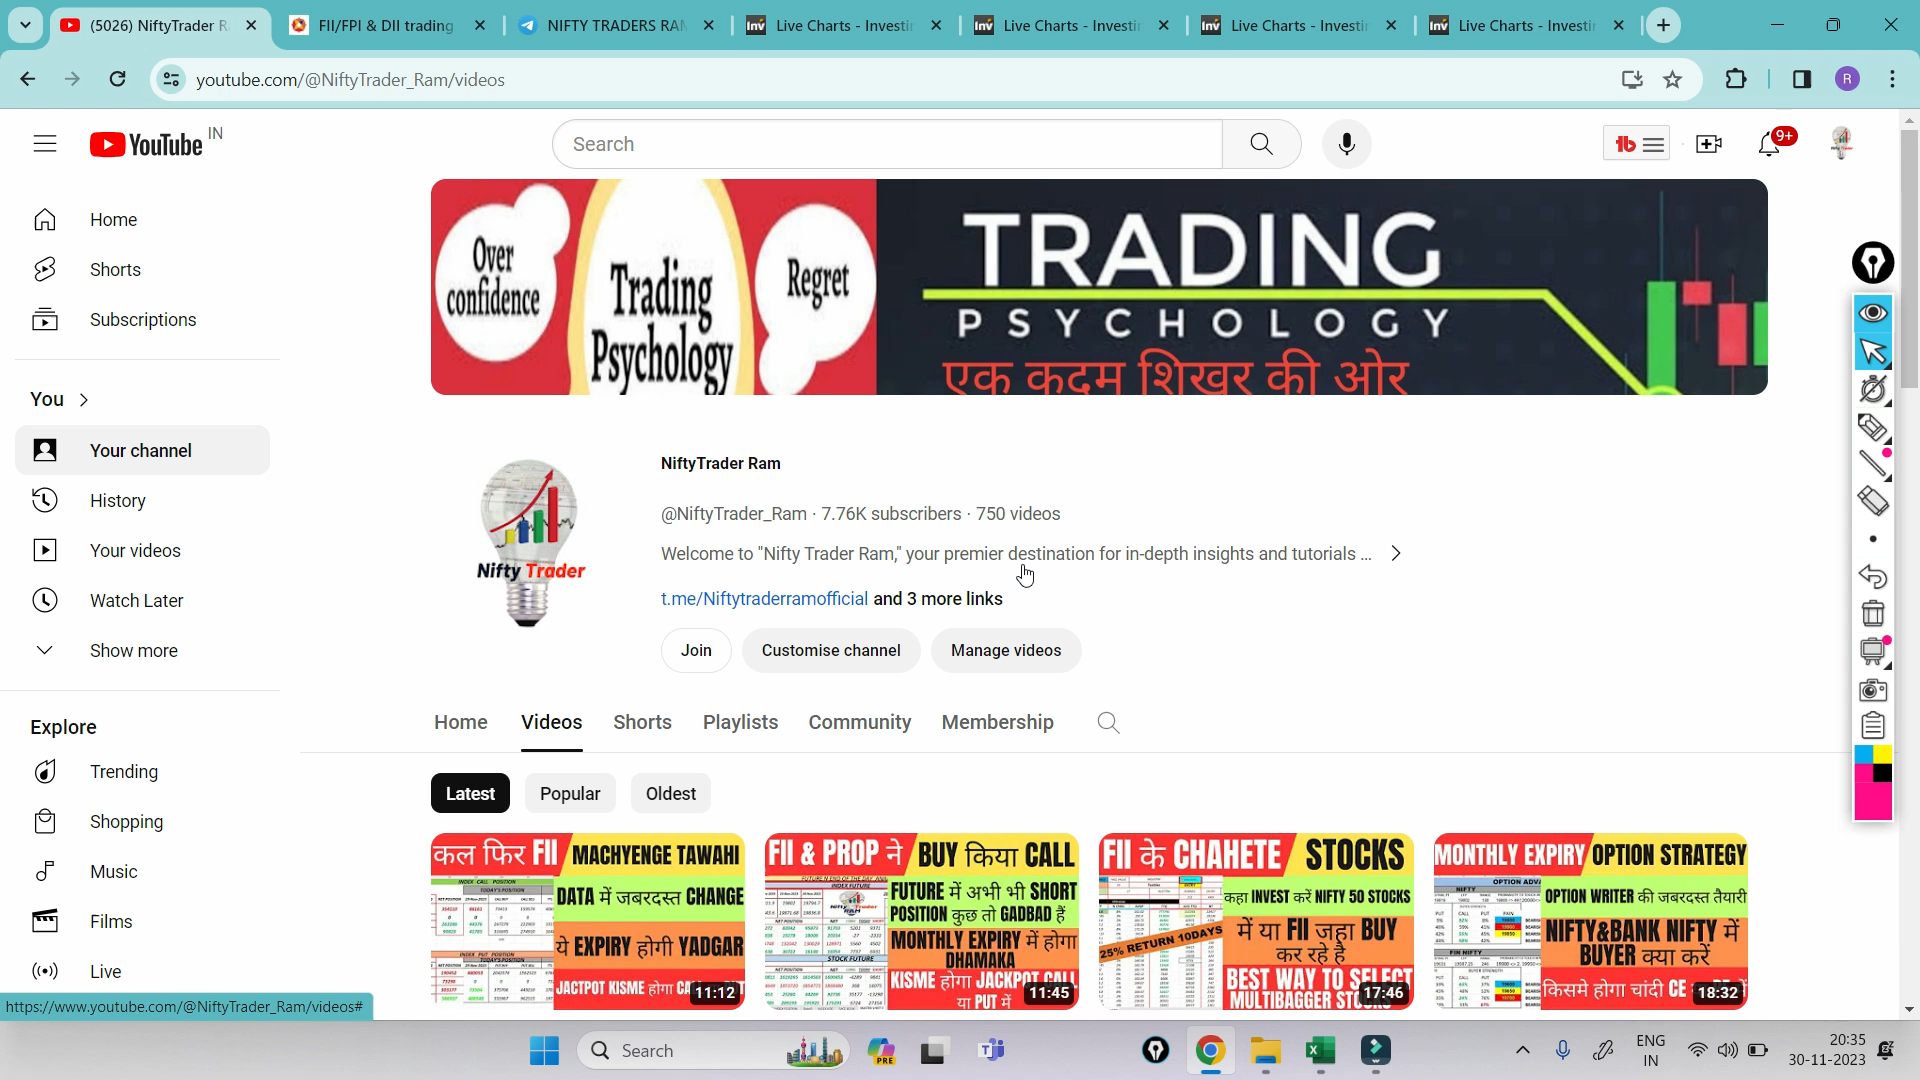 (5026) NiftyTrader R
FII/FPI & DII trading
NIFTY TRADERS RAM
Live Charts - Investi
Live Charts - Investi
Live Charts - Investi
Live Charts - Investi
youtube.com/@NiftyTrader_Ram/videos
R
YouTube IN
Search
9+
Home
Shorts
Subscriptions
You
Your channel
History
Your videos
Watch Later
Show more
Explore
Trending
Shopping
Music
Films
Live
Over confidence
Trading Psychology
Regret
TRADING
PSYCHOLOGY
एक कदम शिखर की ओर
Nifty Trader
NiftyTrader Ram
@NiftyTrader_Ram · 7.76K subscribers · 750 videos
Welcome to "Nifty Trader Ram," your premier destination for in-depth insights and tutorials ...
t.me/Niftytraderramofficial and 3 more links
Join
Customise channel
Manage videos
Home Videos Shorts Playlists Community Membership
Latest
Popular
Oldest
कल फिर FII MACHYENGE TAWAHI
DATA में जबरदस्त CHANGE
ये EXPIRY होगी YADGAR
JACTPOT KISME होगा
11:12
FII & PROP ने BUY किया CALL
FUTURE में अभी भी SHORT
POSITION कुछ तो GADBAD हैं
MONTHLY EXPIRY में होगा
DHAMAKA
KISME होगा JACKPOT CALL
या PUT में
11:45
FII के CHAHETE STOCKS
कहा INVEST करें NIFTY 50 STOCKS
में या FII जहा BUY
कर रहे है
25% RETURN 10DAYS
BEST WAY TO SELECT
MULTIBAGGER
17:46
MONTHLY EXPIRY OPTION STRATEGY
OPTION WRITER की जबरदस्त तैयारी
NIFTY&BANK NIFTY में
BUYER क्या करें
किसमे होगा चांदी CE
18:32
https://www.youtube.com/@NiftyTrader_Ram/videos#
Search
PRE
ENG
IN
20:35
30-11-2023